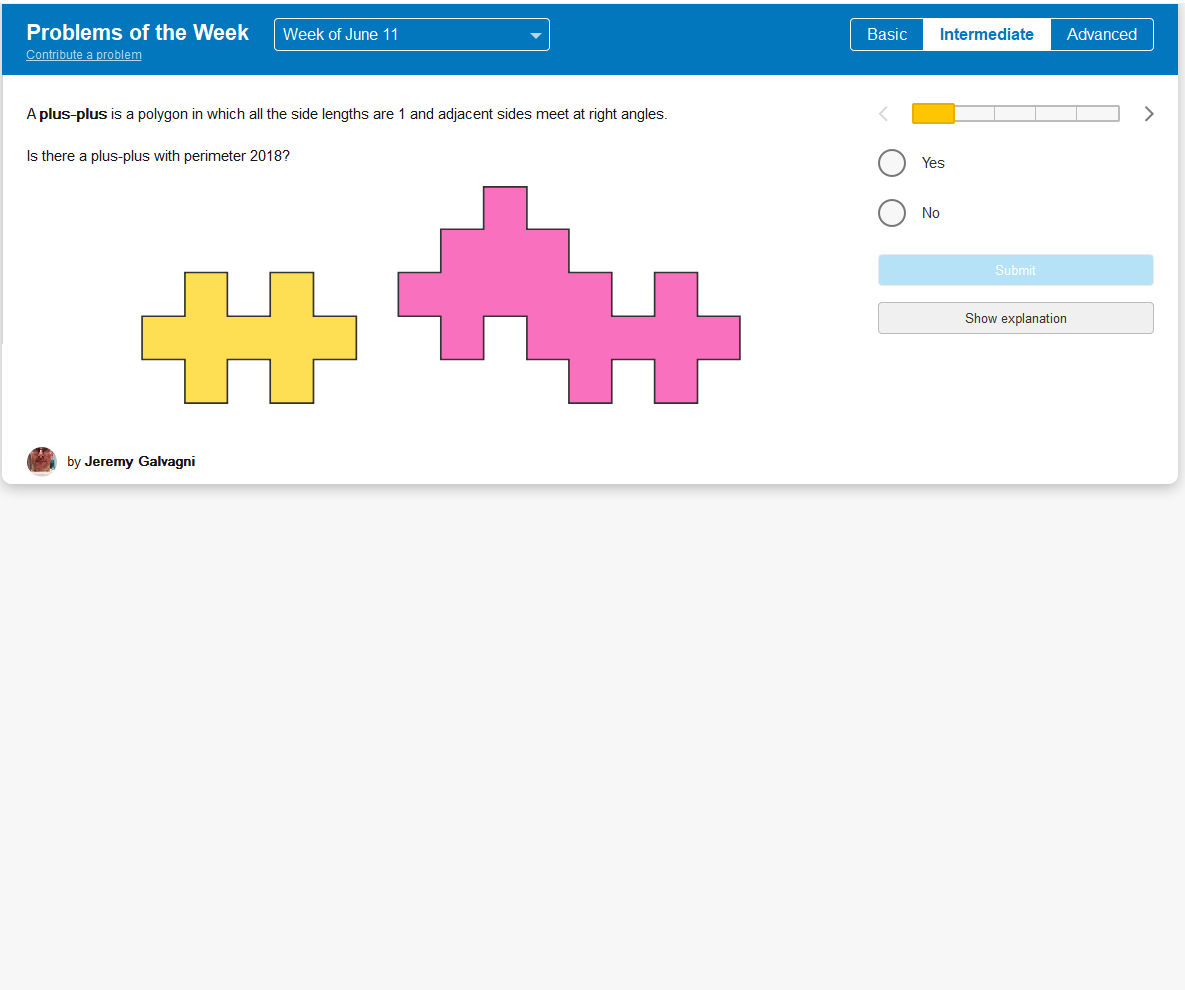 Problems of the Week
Week of June 11
Basic
Intermediate
Advanced
Contribute a problem
A plus-plus is a polygon in which all the side lengths are 1 and adjacent sides meet at right angles.
Is there a plus-plus with perimeter 2018?
Yes
No
Submit
Show explanation
by Jeremy Galvagni